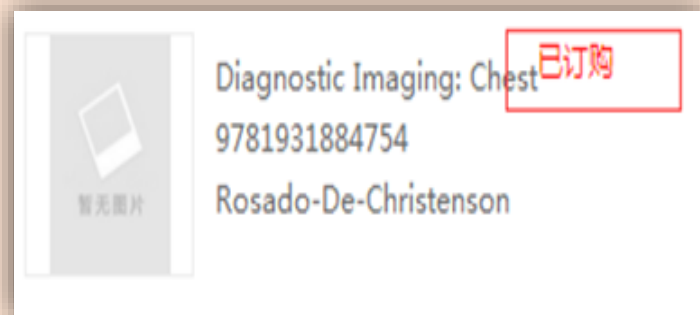 Diagnostic Imaging: Chest
已订购
9781931884754
Rosado-De-Christenson
暂无图片